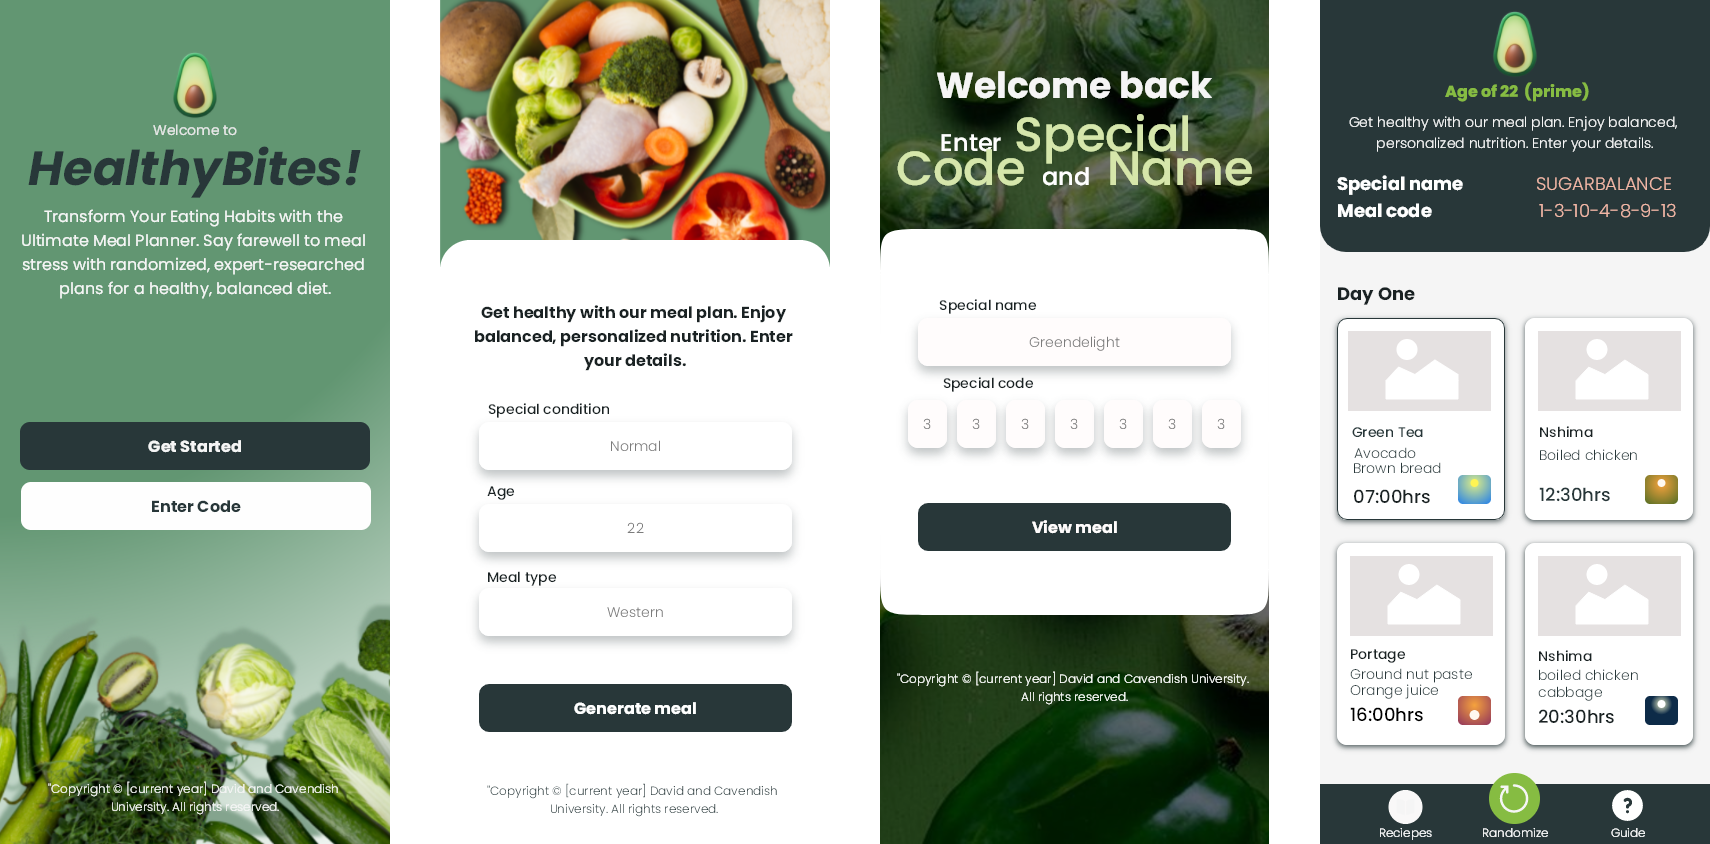 Welcome to
HealthyBites!
Transform Your Eating Habits with the
Ultimate Meal Planner. Say farewell to meal
stress with randomized, expert-researched
plans for a healthy, balanced diet.
Get Started
Enter Code
"Copyright © [current year] David and Cavendish
University. All rights reserved.
Get healthy with our meal plan. Enjoy
balanced, personalized nutrition. Enter
your details.
Special condition
Normal
Age
22
Meal type
Western
Generate meal
"Copyright © [current year] David and Cavendish
University. All rights reserved.
Welcome back
Enter Special
Code and Name
Special name
Greendelight
Special code
3 3 3 3 3 3 3
View meal
"Copyright © [current year] David and Cavendish University.
All rights reserved.
Age of 22 (prime)
Get healthy with our meal plan. Enjoy balanced,
personalized nutrition. Enter your details.
Special name SUGARBALANCE
Meal code 1-3-10-4-8-9-13
Day One
Green Tea
Avocado
Brown bread
07:00hrs
Nshima
Boiled chicken
12:30hrs
Portage
Ground nut paste
Orange juice
16:00hrs
Nshima
boiled chicken
cabbage
20:30hrs
Reciepes
Randomize
?
Guide